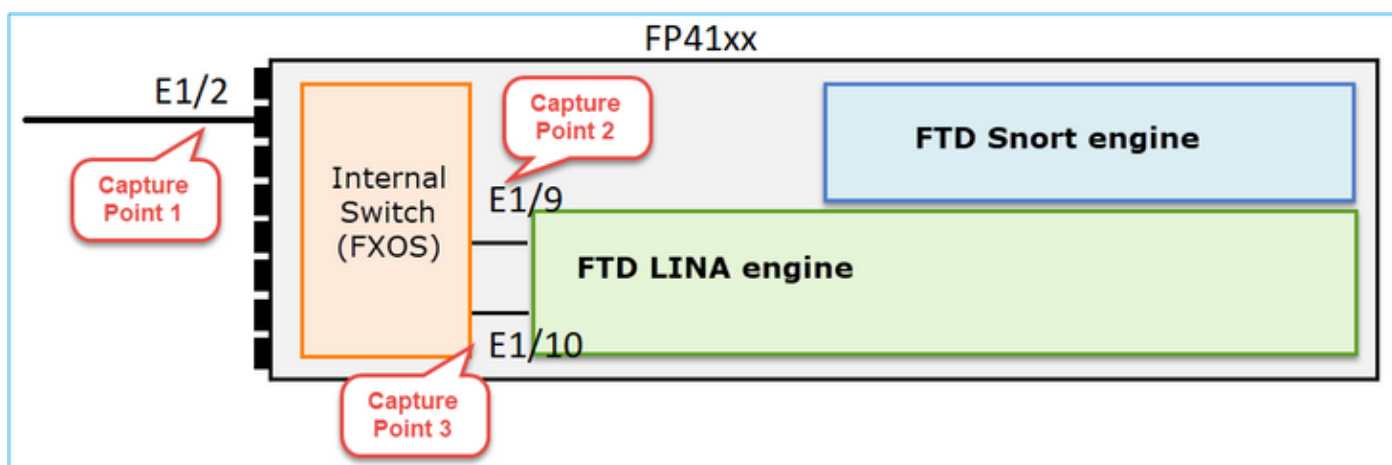 FP41xx
E1/2
Capture
Point 1
Internal
Switch
(FXOS)
Capture
Point 2
E1/9
FTD Snort engine
FTD LINA engine
E1/10
Capture
Point 3